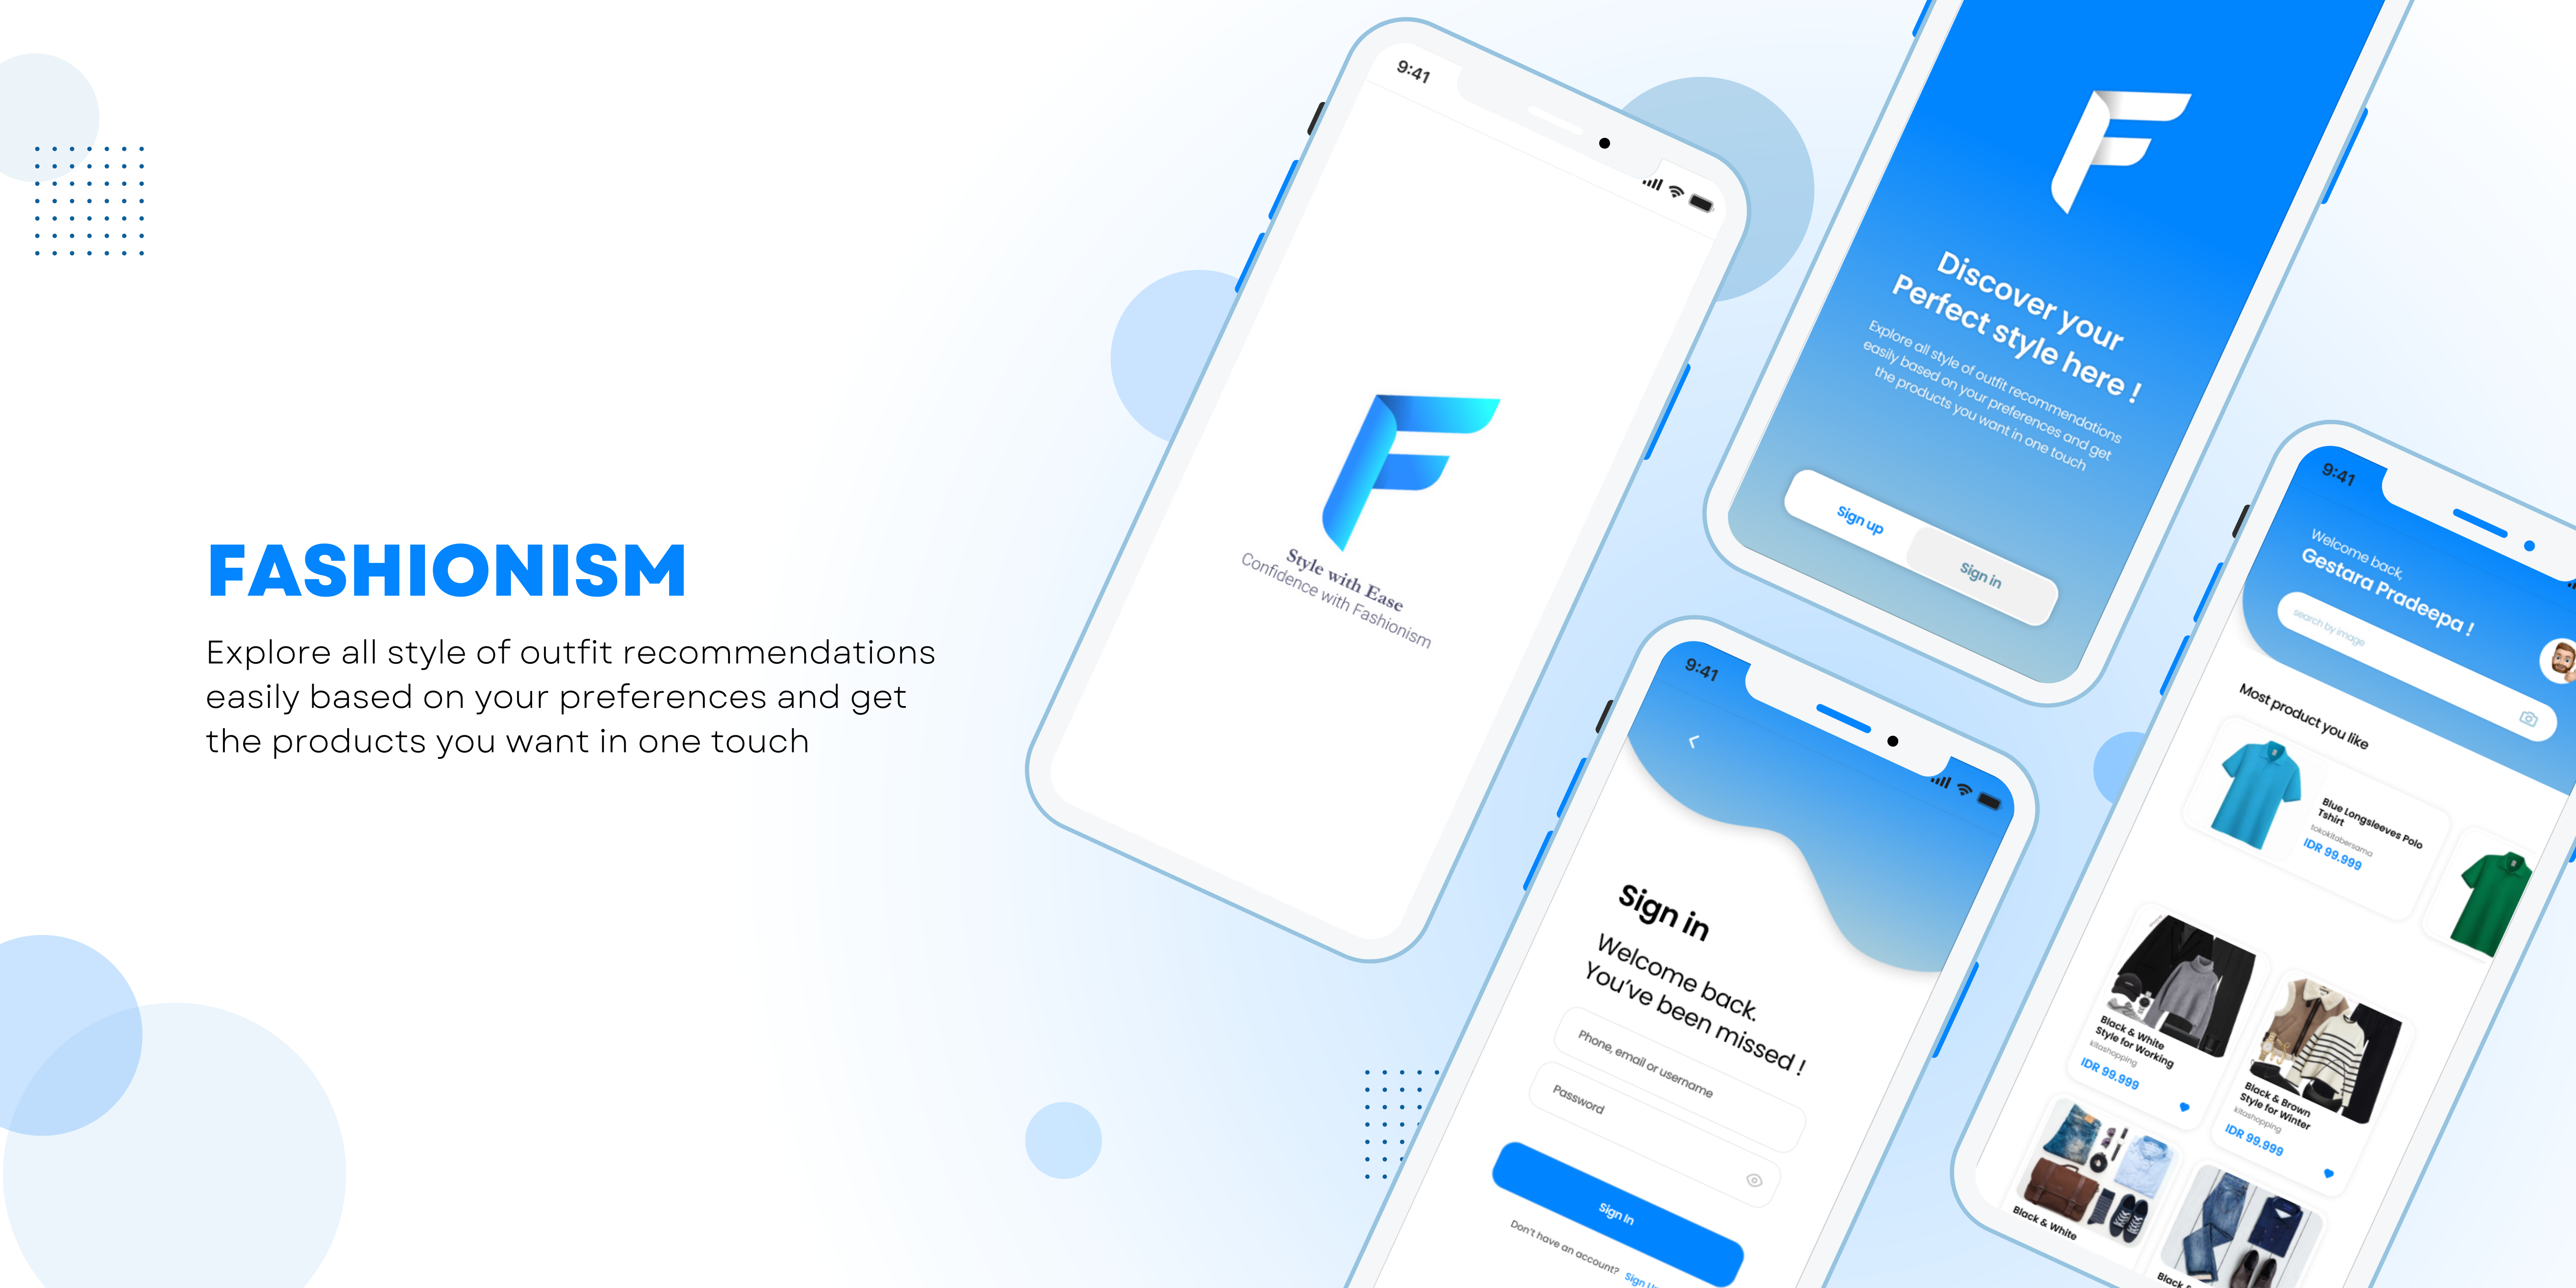 FASHIONISM
Explore all style of outfit recommendations
easily based on your preferences and get
the products you want in one touch
9:41
Style with Ease
Confidence with Fashionism
Discover your
Perfect style here !
Explore all style of outfit recommendations
easily based on your preferences and get
the products you want in one touch
Sign up
Sign in
9:41
Sign in
Welcome back.
You've been missed !
Phone, email or username
Password
Sign In
Don't have an account? Sign
9:41
Welcome back,
Gestara Pradeepa !
search by image
Most product you like
Blue Longsleeves Polo
Tshirt
tokokitabersama
IDR 99.999
Black & White
Style for Working
kitashopping
IDR 99.999
Black & Brown
Style for Winter
kitashopping
IDR 99.999
Black & White
Black